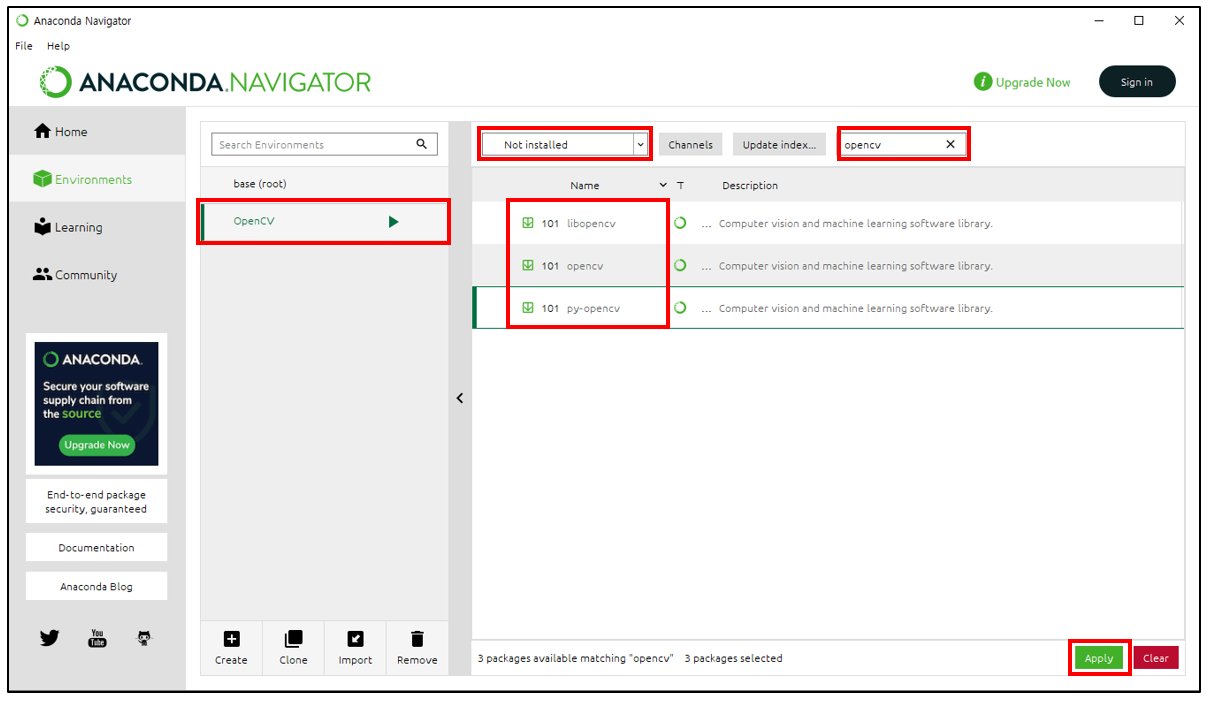 Anaconda Navigator
File Help
ANACONDA.NAVIGATOR
i Upgrade Now
Sign in
Home
Environments
Learning
Community
ANACONDA.
Secure your software
supply chain from
the source
Upgrade Now
End-to-end package
security, guaranteed
Documentation
Anaconda Blog
You
Tube
Search Environments
base (root)
OpenCV
Create Clone Import Remove
Not installed Channels Update index... opencv
Name T Description
101 libopencv ... Computer vision and machine learning software library.
101 opencv ... Computer vision and machine learning software library.
101 py-opencv ... Computer vision and machine learning software library.
3 packages available matching "opencv" 3 packages selected
Apply Clear